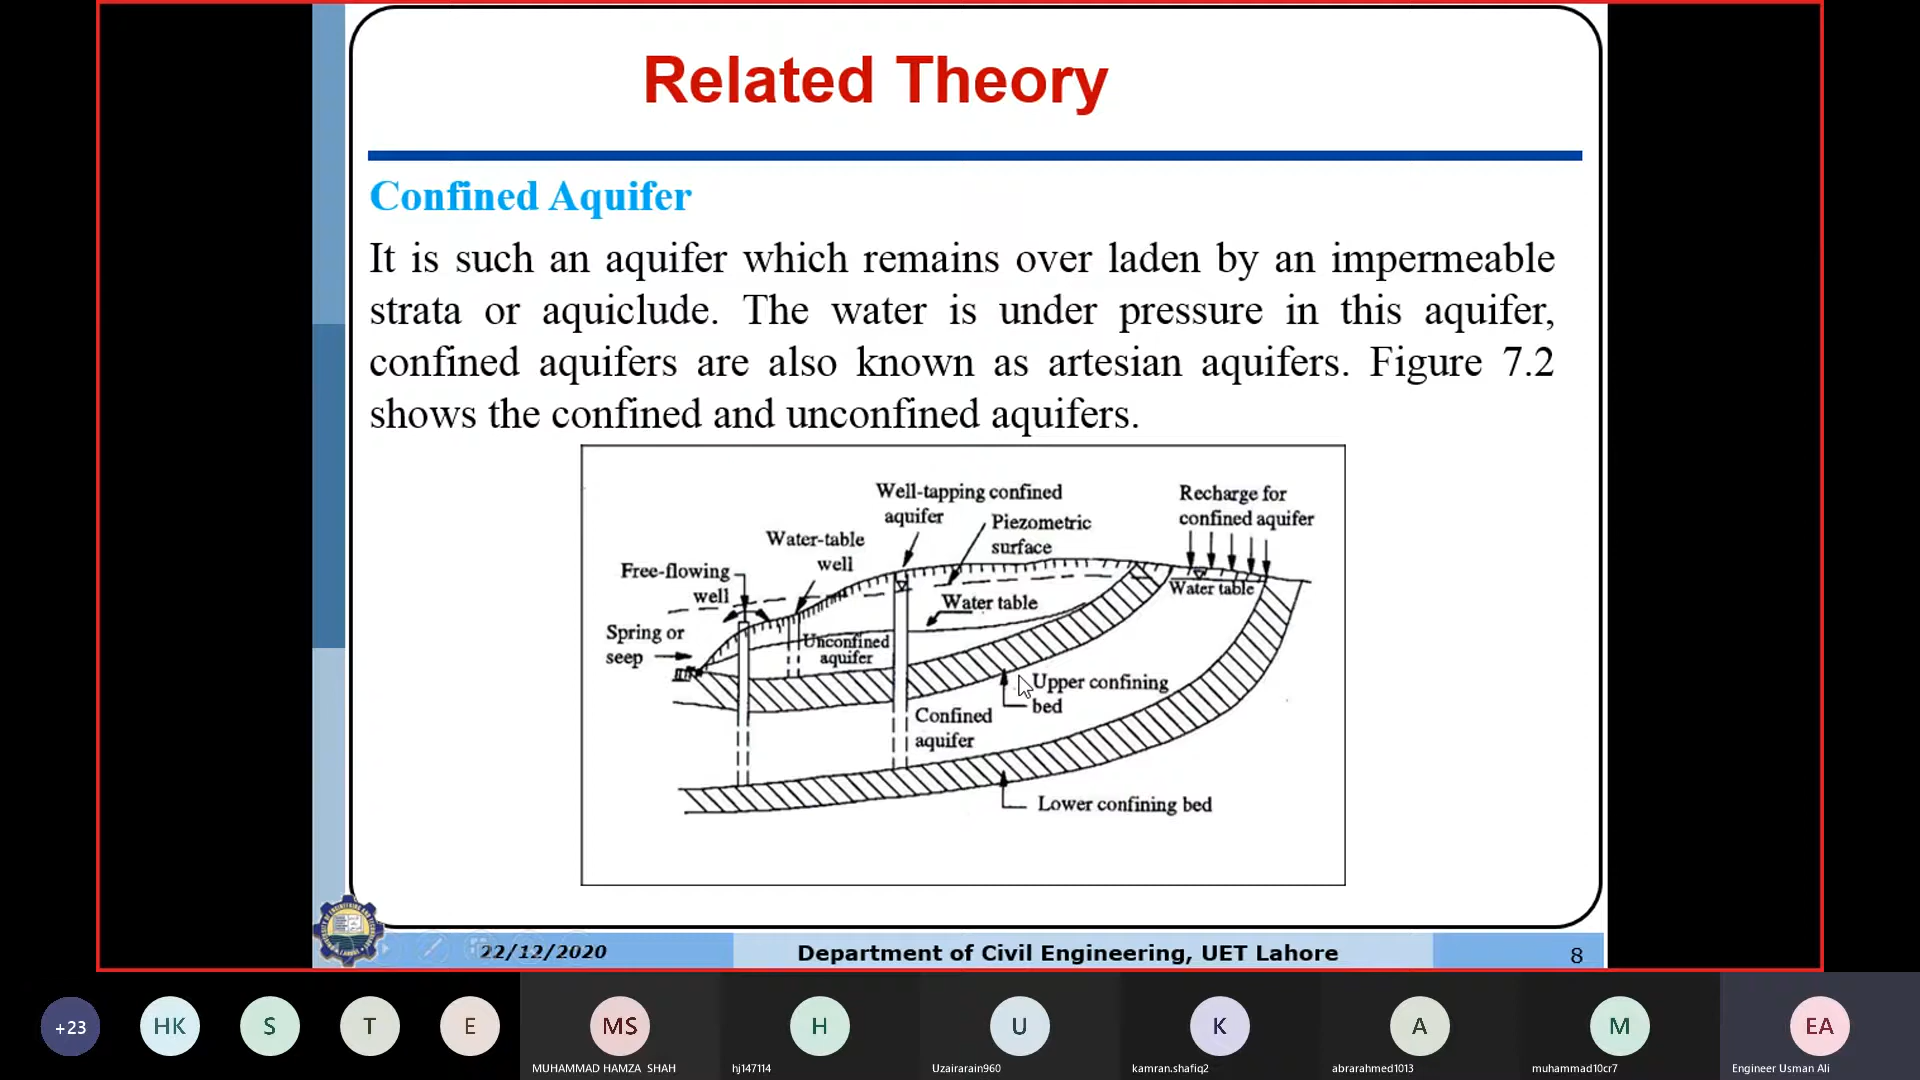 Related Theory
Confined Aquifer
It is such an aquifer which remains over laden by an impermeable
strata or aquiclude. The water is under pressure in this aquifer,
confined aquifers are also known as artesian aquifers. Figure 7.2
shows the confined and unconfined aquifers.
Well-tapping confined
aquifer
Recharge for
confined aquifer
Piezometric
surface
Water-table
well
Free-flowing
well
Water table
Water table
Spring or
seep
Unconfined
aquifer
Upper confining
bed
Confined
aquifer
Lower confining bed
22/12/2020
Department of Civil Engineering, UET Lahore
8
+23
HK
S
T
E
MS
H
U
K
A
M
EA
MUHAMMAD HAMZA SHAH
hj147114
Uzairarain960
kamran.shafiq2
abrarahmed1013
muhammad10cr7
Engineer Usman Ali